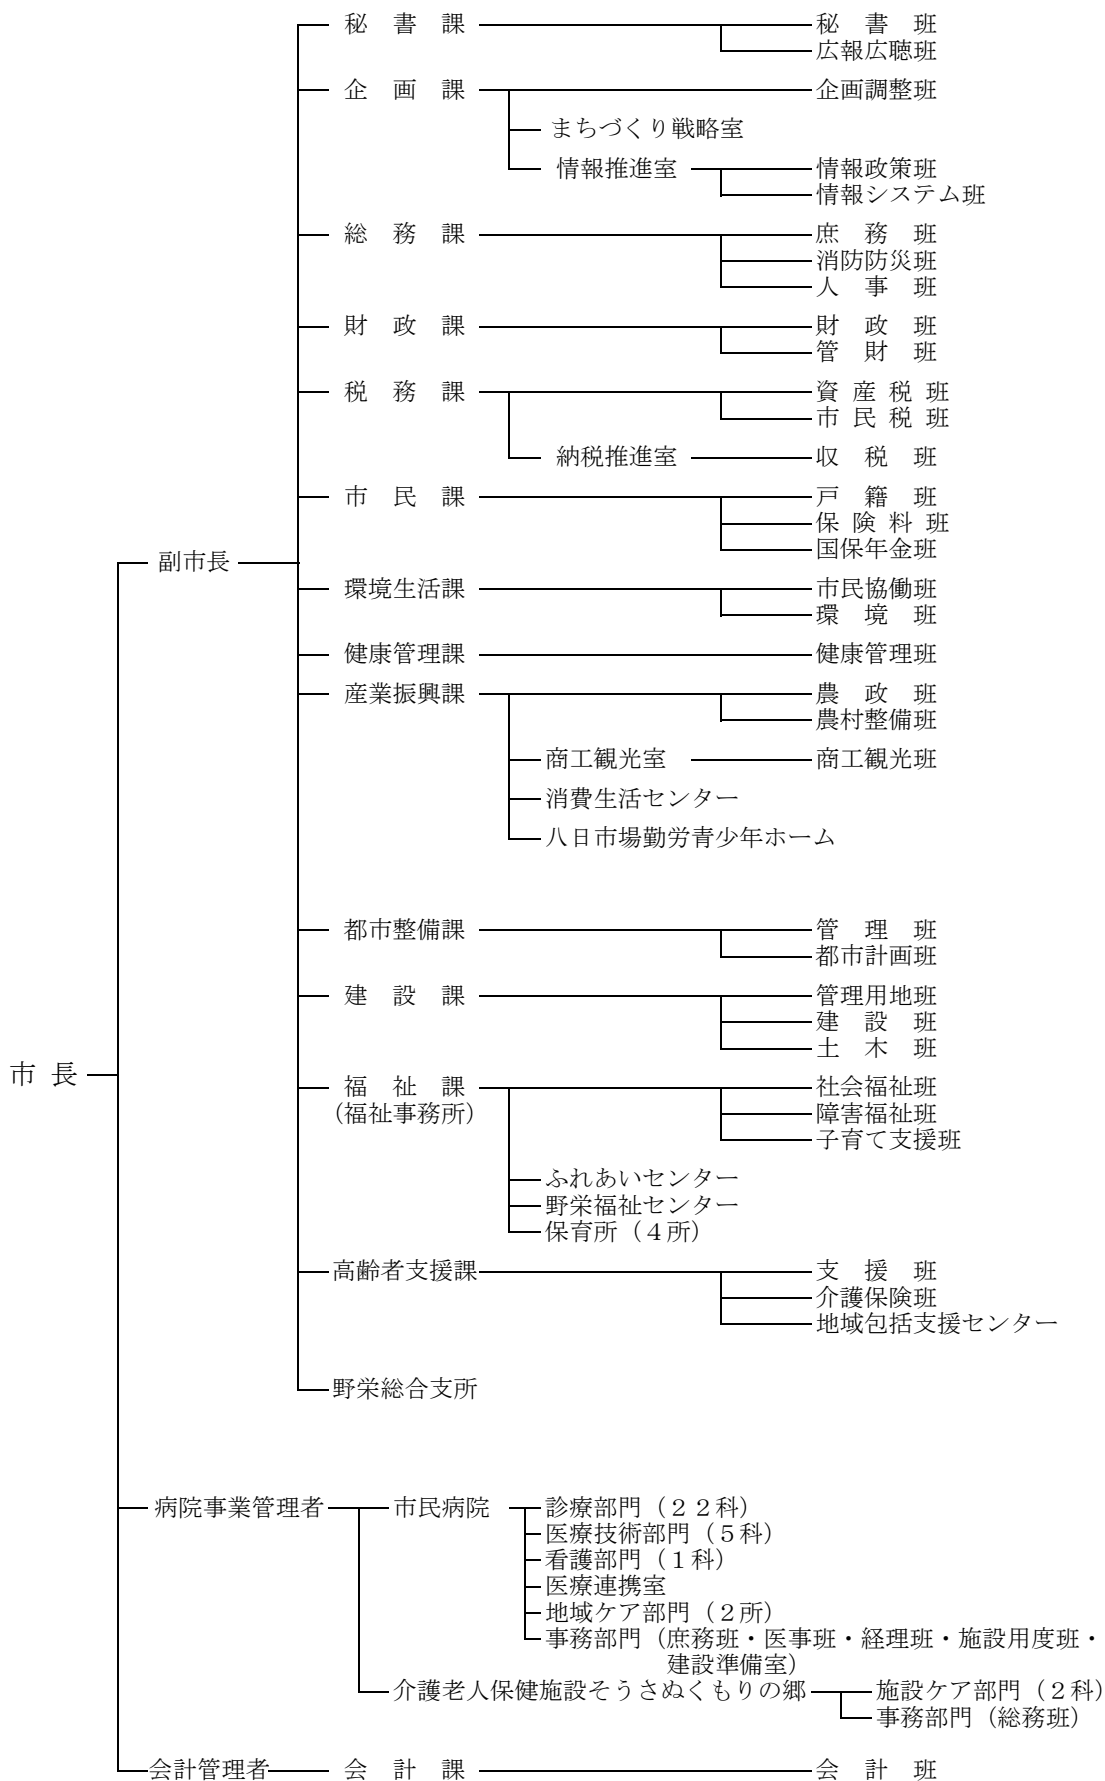 秘書課 秘書班
広報広聴班
企画課 企画調整班
まちづくり戦略室
情報推進室 情報政策班
情報システム班
総務課 庶務班
消防防災班
人事班
財政課 財政班
管財班
税務課 資産税班
市民税班
納税推進室 収税班
市民課 戸籍班
保険料班
国保年金班
副市長
環境生活課 市民協働班
環境班
健康管理課 健康管理班
産業振興課 農政班
農村整備班
商工観光室 商工観光班
消費生活センター
八日市場勤労青少年ホーム
都市整備課 管理班
都市計画班
建設課 管理用地班
建設班
土木班
市長
福祉課 社会福祉班
(福祉事務所) 障害福祉班
子育て支援班
ふれあいセンター
野栄福祉センター
保育所(4所)
高齢者支援課 支援班
介護保険班
地域包括支援センター
野栄総合支所
病院事業管理者 市民病院 診療部門(22科)
医療技術部門(5科)
看護部門(1科)
医療連携室
地域ケア部門(2所)
事務部門(庶務班・医事班・経理班・施設用度班・
建設準備室)
介護老人保健施設そうさぬくもりの郷 施設ケア部門(2科)
事務部門(総務班)
会計管理者 会計課 会計班